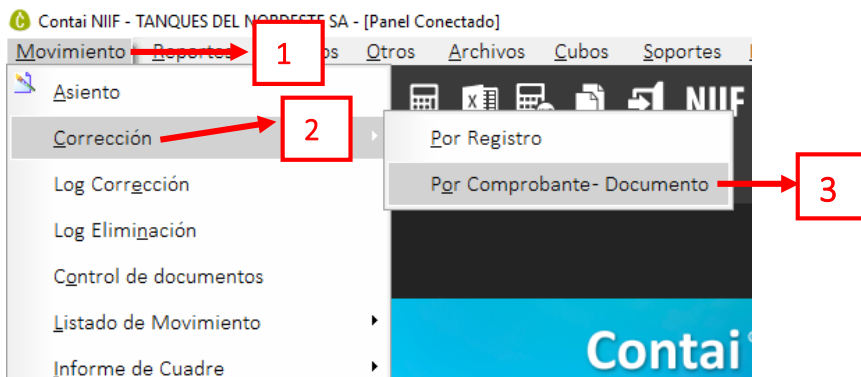 Contai NIIF - TANQUES DEL NORDESTE SA - [Panel Conectado]
Movimiento 1 Otros Archivos Cubos Soportes
Asiento
NIIF
Corrección 2 Por Registro
Log Corrección Por Comprobante- Documento 3
Log Eliminación
Control de documentos
Listado de Movimiento
Contai
Informe de Cuadre